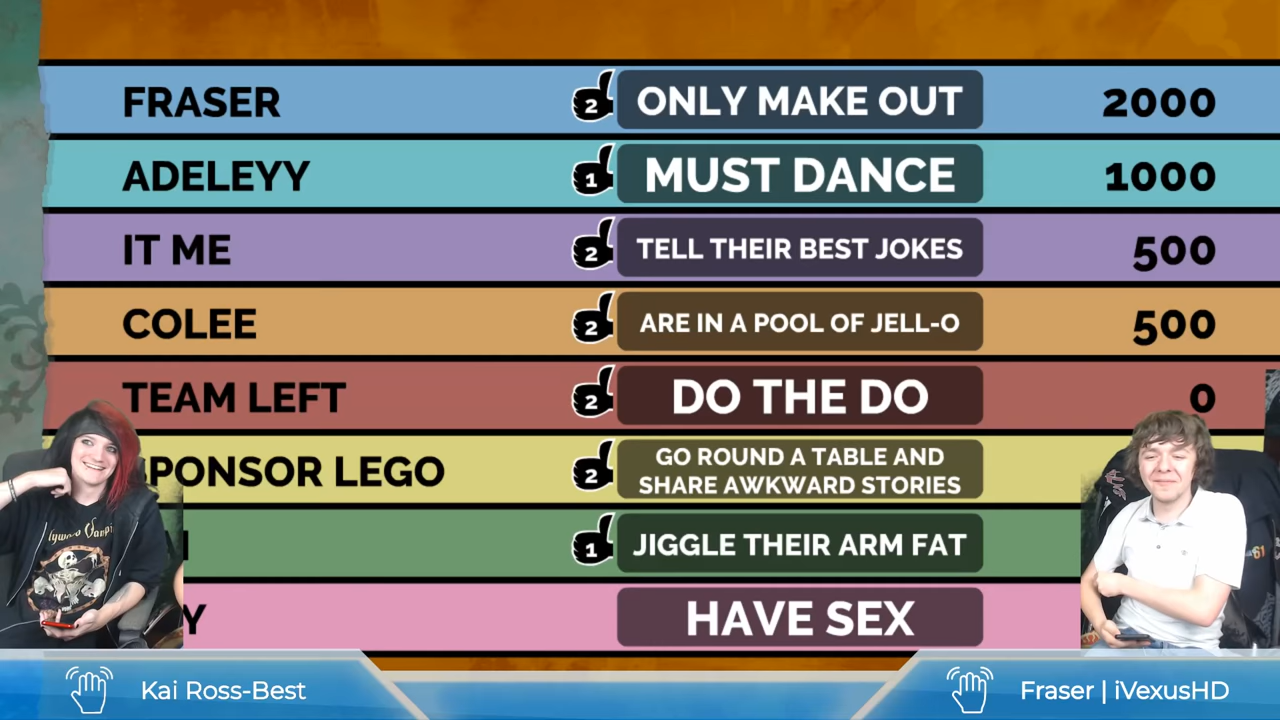 FRASER 2 ONLY MAKE OUT 2000
ADELEYY 1 MUST DANCE 1000
IT ME 2 TELL THEIR BEST JOKES 500
COLEE 2 ARE IN A POOL OF JELL-O 500
TEAM LEFT 2 DO THE DO 0
SPONSOR LEGO 2 GO ROUND A TABLE AND
SHARE AWKWARD STORIES
1 JIGGLE THEIR ARM FAT
Y HAVE SEX
61
Kai Ross-Best
Fraser | iVexusHD